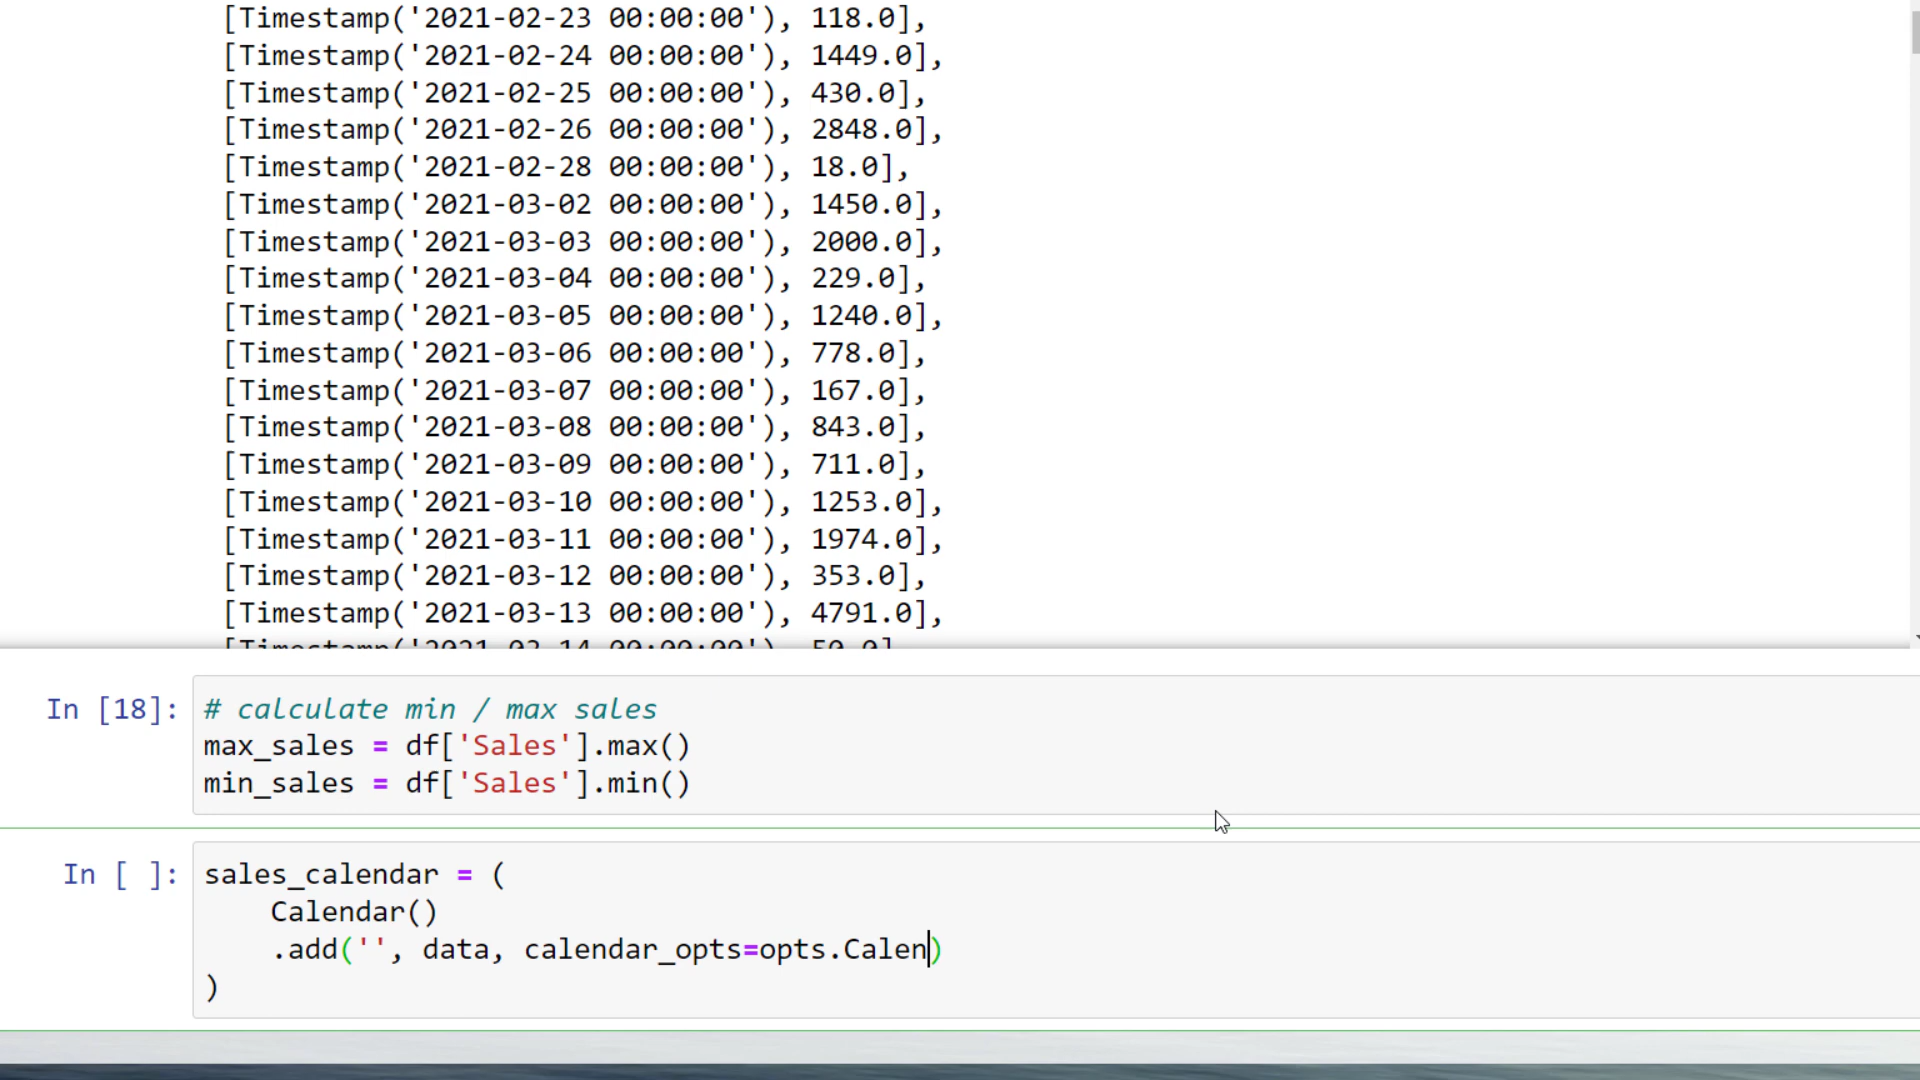 [Timestamp('2021-02-23 00:00:00'), 118.0],
[Timestamp('2021-02-24 00:00:00'), 1449.0],
[Timestamp('2021-02-25 00:00:00'), 430.0],
[Timestamp('2021-02-26 00:00:00'), 2848.0],
[Timestamp('2021-02-28 00:00:00'), 18.0],
[Timestamp('2021-03-02 00:00:00'), 1450.0],
[Timestamp('2021-03-03 00:00:00'), 2000.0],
[Timestamp('2021-03-04 00:00:00'), 229.0],
[Timestamp('2021-03-05 00:00:00'), 1240.0],
[Timestamp('2021-03-06 00:00:00'), 778.0],
[Timestamp('2021-03-07 00:00:00'), 167.0],
[Timestamp('2021-03-08 00:00:00'), 843.0],
[Timestamp('2021-03-09 00:00:00'), 711.0],
[Timestamp('2021-03-10 00:00:00'), 1253.0],
[Timestamp('2021-03-11 00:00:00'), 1974.0],
[Timestamp('2021-03-12 00:00:00'), 353.0],
[Timestamp('2021-03-13 00:00:00'), 4791.0],
In [18]: # calculate min / max sales
max_sales = df['Sales'].max()
min_sales = df['Sales'].min()
In [ ]: sales_calendar = (
Calendar()
.add('', data, calendar_opts=opts.Calen)
)